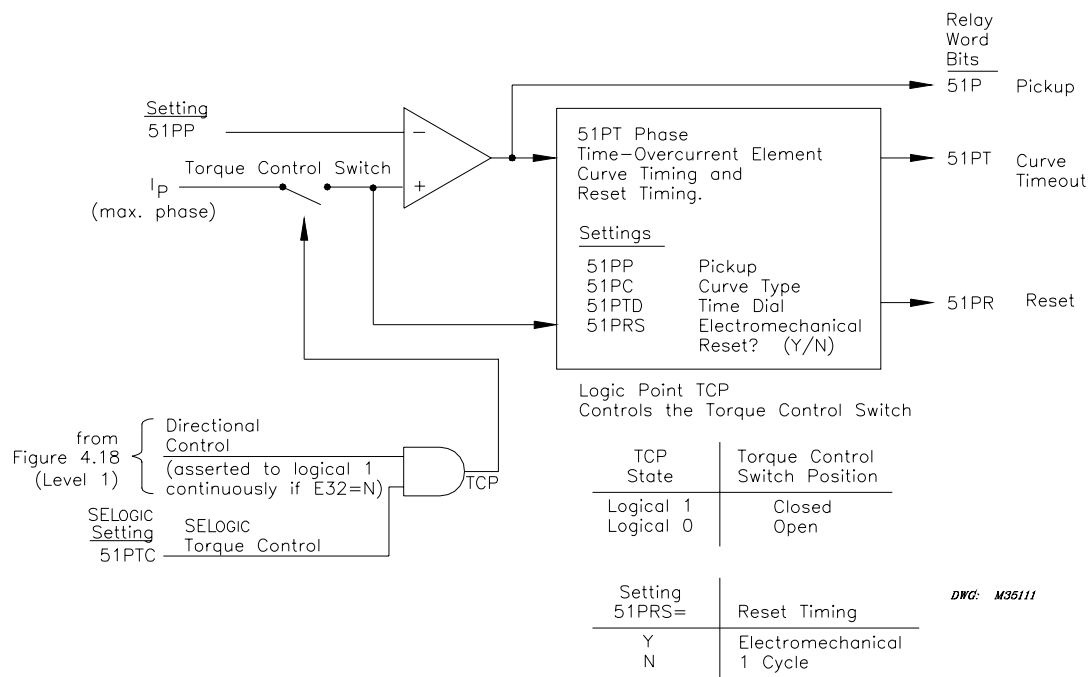 Relay
Word
Bits
51P Pickup
Setting
51PP
−
Torque Control Switch
IP
(max. phase)
+
51PT Phase
Time−Overcurrent Element
Curve Timing and
Reset Timing.
Settings
51PP Pickup
51PC Curve Type
51PTD Time Dial
51PRS Electromechanical
Reset? (Y/N)
51PT Curve
Timeout
51PR Reset
Logic Point TCP
Controls the Torque Control Switch
from
Figure 4.18
(Level 1)
Directional
Control
(asserted to logical 1
continuously if E32=N)
TCP
SELOGIC
Setting
51PTC
SELOGIC
Torque Control
TCP Torque Control
State Switch Position
Logical 1 Closed
Logical 0 Open
Setting
51PRS= Reset Timing
Y Electromechanical
N 1 Cycle
DWG: M35111